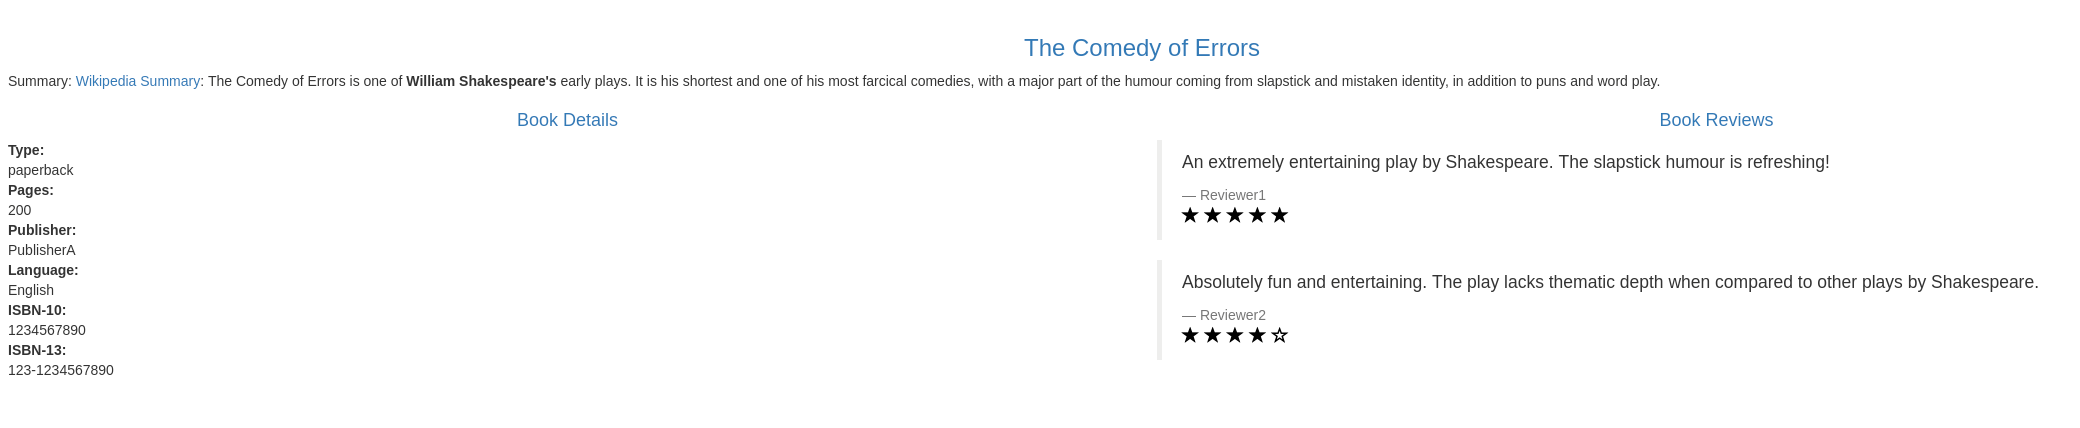 The Comedy of Errors
Summary: Wikipedia Summary: The Comedy of Errors is one of William Shakespeare's early plays. It is his shortest and one of his most farcical comedies, with a major part of the humour coming from slapstick and mistaken identity, in addition to puns and word play.
Book Details
Type:
paperback
Pages:
200
Publisher:
PublisherA
Language:
English
ISBN-10:
1234567890
ISBN-13:
123-1234567890
Book Reviews
An extremely entertaining play by Shakespeare. The slapstick humour is refreshing!
— Reviewer1
★★★★★
Absolutely fun and entertaining. The play lacks thematic depth when compared to other plays by Shakespeare.
— Reviewer2
★★★★☆